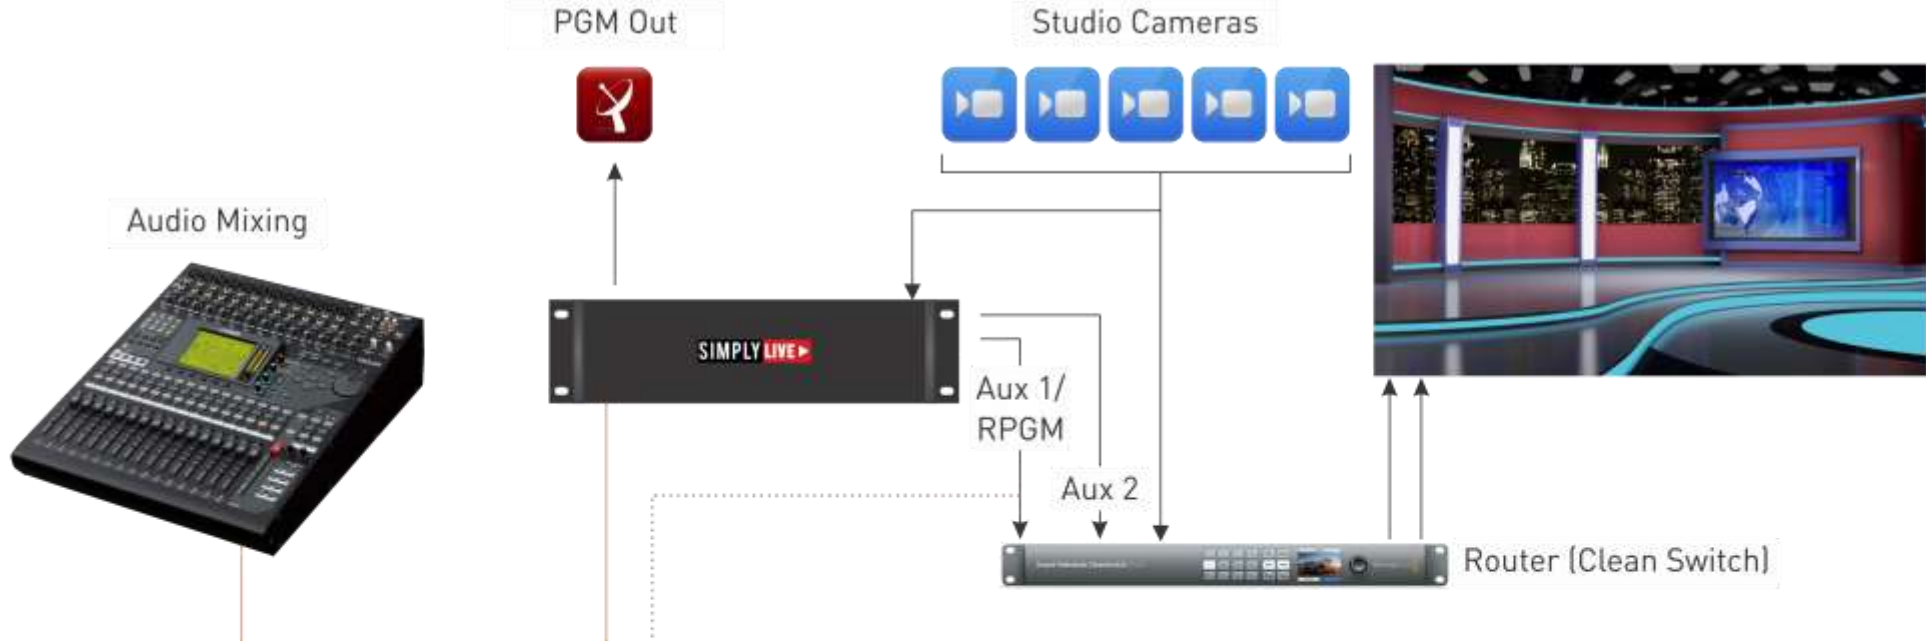 PGM Out
Studio Cameras
Audio Mixing
SIMPLY LIVE
Aux 1/
RPGM
Aux 2
Router (Clean Switch)